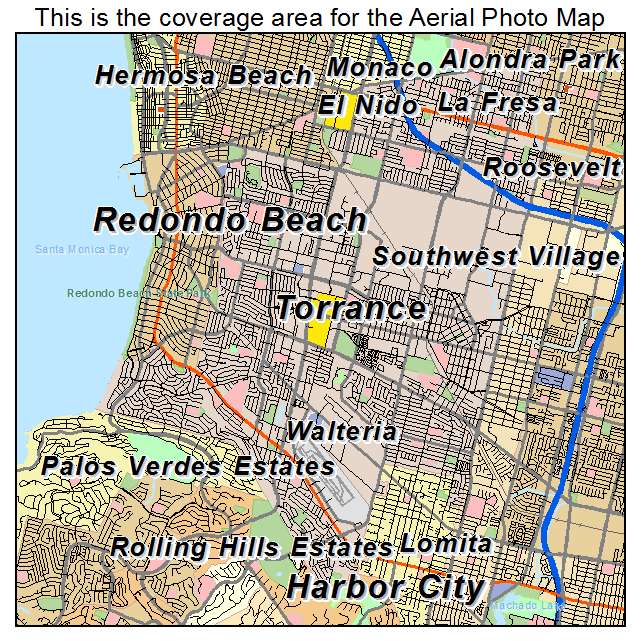 This is the coverage area for the Aerial Photo Map
Hermosa Beach
Monaco
Alondra Park
El Nido
La Fresa
Roosevelt
Redondo Beach
Santa Monica Bay
Southwest Village
Redondo Beach State Park
Torrance
Walteria
Palos Verdes Estates
Rolling Hills Estates
Lomita
Harbor City
Machado Lake